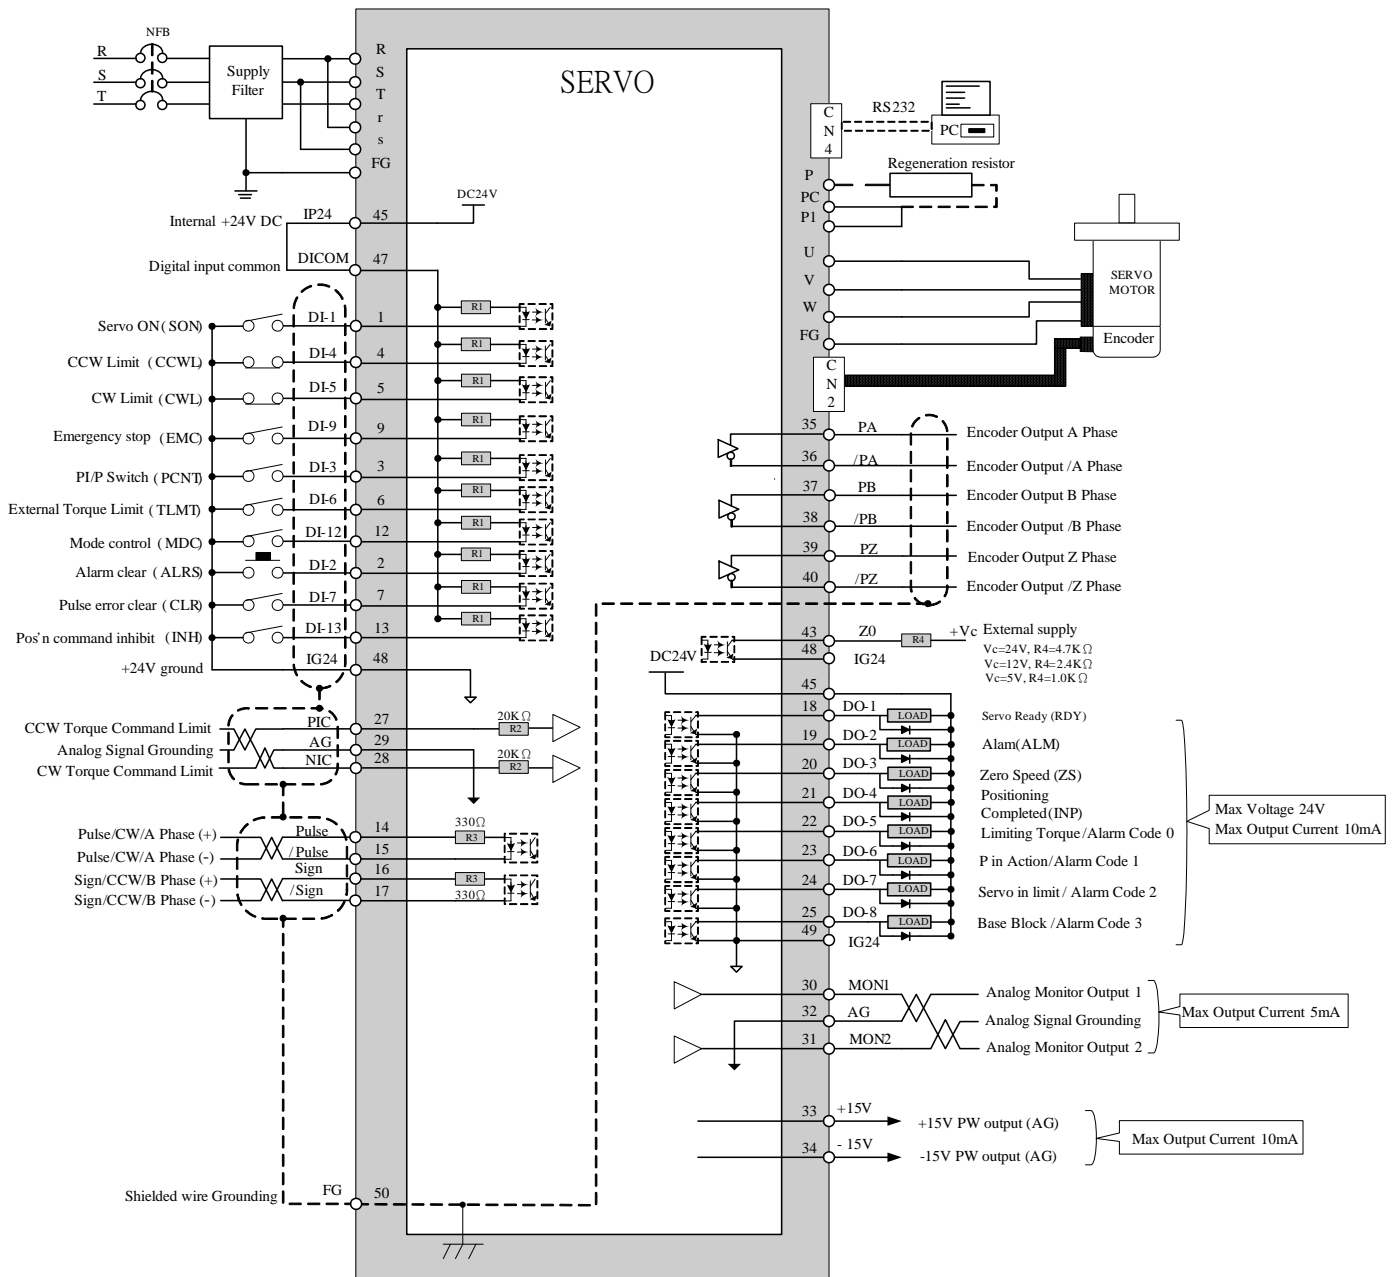 SERVO
NFB
R
S
T
Supply
Filter
R
S
T
r
s
FG
Internal +24V DC IP24 45 DC24V
Digital input common DICOM 47
Servo ON(SON) DI-1 1 R1
CCW Limit (CCWL) DI-4 4 R1
CW Limit (CWL) DI-5 5 R1
Emergency stop (EMC) DI-9 9 R1
PI/P Switch (PCNT) DI-3 3 R1
External Torque Limit (TLMT) DI-6 6 R1
Mode control (MDC) DI-12 12 R1
Alarm clear (ALRS) DI-2 2 R1
Pulse error clear (CLR) DI-7 7 R1
Pos'n command inhibit (INH) DI-13 13 R1
+24V ground IG24 48
CCW Torque Command Limit PIC 27 20KΩ R2
Analog Signal Grounding AG 29
CW Torque Command Limit NIC 28 20KΩ R2
Pulse/CW/A Phase (+) Pulse 14 330Ω R3
Pulse/CW/A Phase (-) /Pulse 15
Sign/CCW/B Phase (+) Sign 16 R3
Sign/CCW/B Phase (-) /Sign 17 330Ω
Shielded wire Grounding FG 50
C
N
4
RS232
PC
Regeneration resistor
P
PC
P1
U
V
W
FG
SERVO
MOTOR
Encoder
C
N
2
35 PA Encoder Output A Phase
36 /PA Encoder Output /A Phase
37 PB Encoder Output B Phase
38 /PB Encoder Output /B Phase
39 PZ Encoder Output Z Phase
40 /PZ Encoder Output /Z Phase
43 Z0 R4 +Vc External supply
48 IG24
Vc=24V, R4=4.7KΩ
Vc=12V, R4=2.4KΩ
Vc=5V, R4=1.0KΩ
DC24V
45
18 DO-1 LOAD Servo Ready (RDY)
19 DO-2 LOAD Alam(ALM)
20 DO-3 LOAD Zero Speed (ZS)
21 DO-4 LOAD Positioning
Completed(INP)
22 DO-5 LOAD Limiting Torque/Alarm Code 0
23 DO-6 LOAD P in Action/Alarm Code 1
24 DO-7 LOAD Servo in limit / Alarm Code 2
25 DO-8 LOAD Base Block /Alarm Code 3
49 IG24
Max Voltage 24V
Max Output Current 10mA
30 MON1 Analog Monitor Output 1
32 AG Analog Signal Grounding
31 MON2 Analog Monitor Output 2
Max Output Current 5mA
33 +15V +15V PW output (AG)
34 - 15V -15V PW output (AG)
Max Output Current 10mA